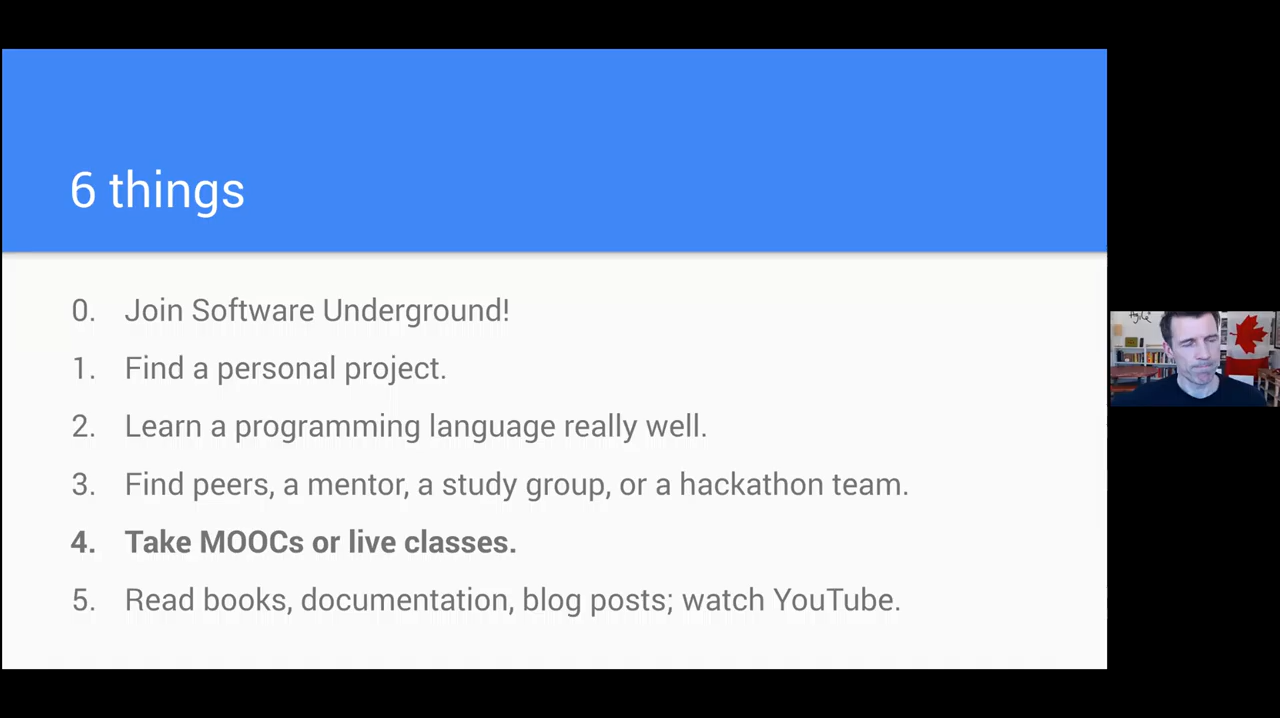 6 things
0. Join Software Underground!
1. Find a personal project.
2. Learn a programming language really well.
3. Find peers, a mentor, a study group, or a hackathon team.
4. Take MOOCs or live classes.
5. Read books, documentation, blog posts; watch YouTube.
Agile